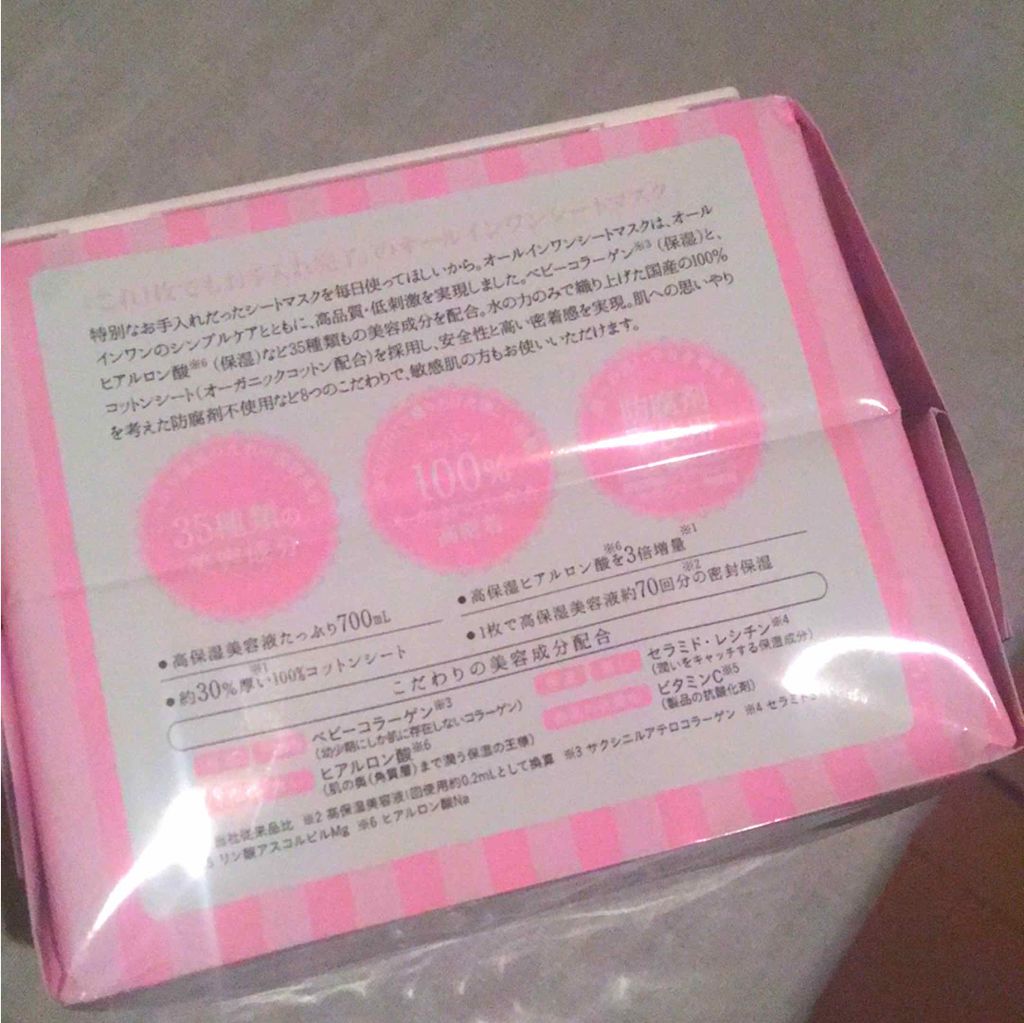 これ1枚でもお手入れ完了。のオールインワンシートマスク
特別なお手入れだったシートマスクを毎日使ってほしいから。オールインワンシートマスクは、オール
インワンのシンプルケアとともに、高品質・低刺激を実現しました。ベビーコラーゲン※3（保湿）と、
ヒアルロン酸※6（保湿）など35種類もの美容成分を配合。水の力のみで織り上げた国産の100％
コットンシート（オーガニックコットン配合）を採用し、安全性と高い密着感を実現。肌への思いやり
を考えた防腐剤不使用など8つのこだわりで、敏感肌の方もお使いいただけます。
35種類の
美容成分
コットン
100％
高密着
防腐剤
●高保湿美容液たっぷり700mL
●高保湿ヒアルロン酸※6を3倍増量※1
●約30％※1厚い100％コットンシート
●1枚で高保湿美容液約70回分※2の密封保湿
こだわりの美容成分配合
ベビーコラーゲン※3
（幼少期にしか肌に存在しないコラーゲン）
セラミド・レシチン※4
（潤いをキャッチする保湿成分）
ヒアルロン酸※6
（肌の奥（角質層）まで潤う保湿の王様）
ビタミンC※5
（製品の抗酸化剤）
当社従来品比 ※2 高保湿美容液1回使用約0.2mLとして換算 ※3 サクシニルアテロコラーゲン ※4 セラミド
リン酸アスコルビルMg ※6 ヒアルロン酸Na